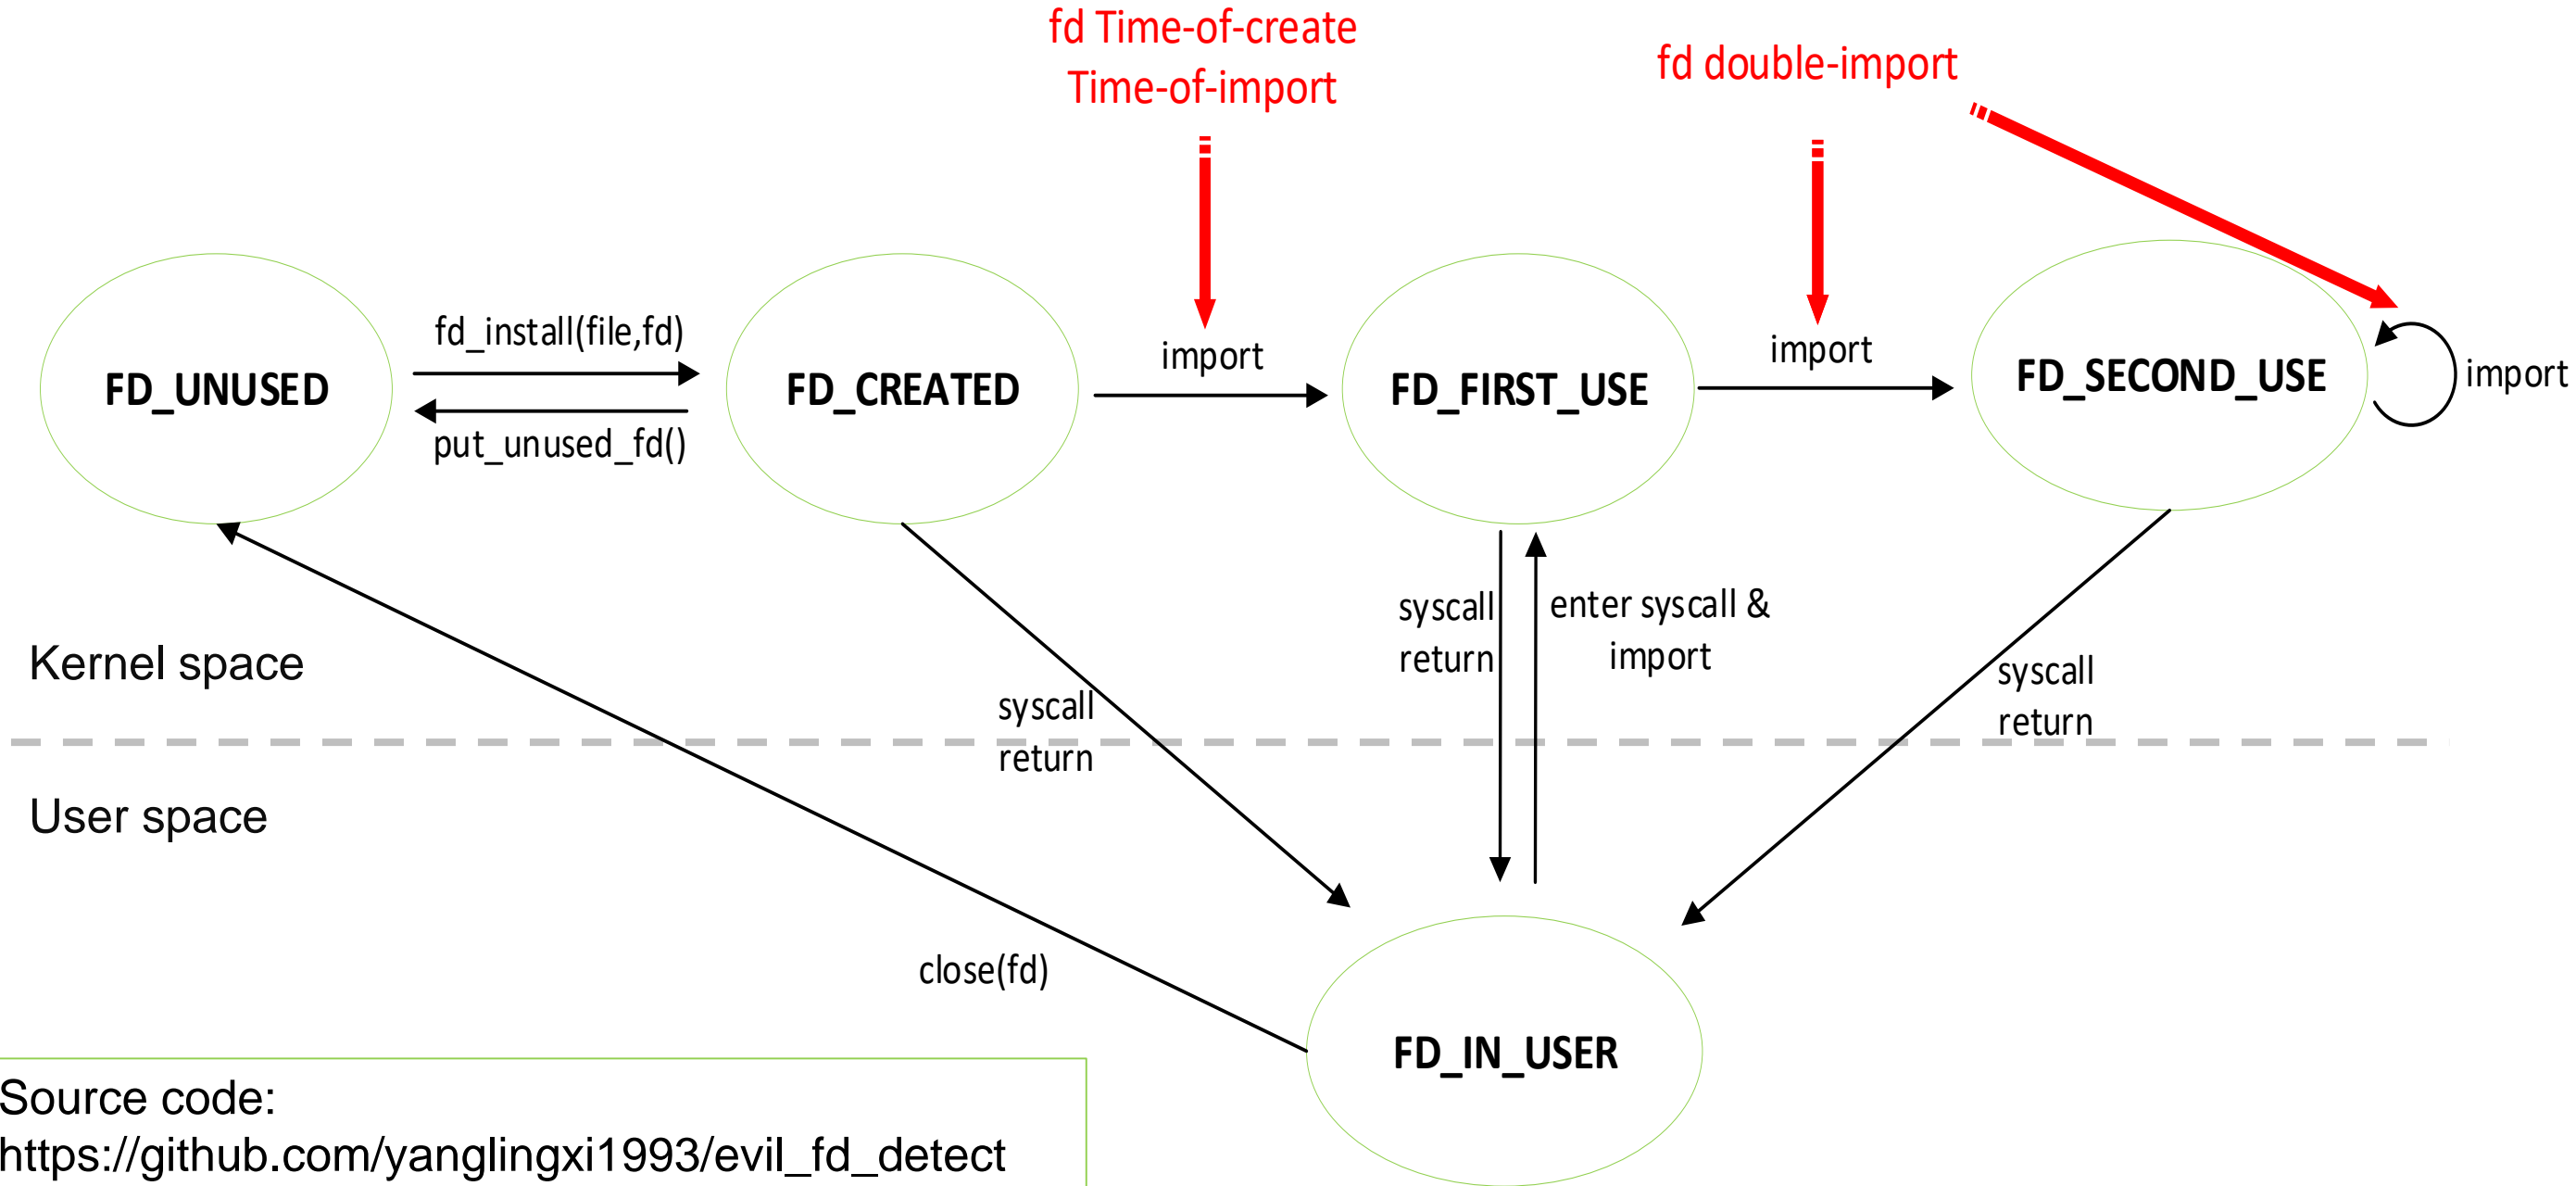 fd Time-of-create
Time-of-import
fd double-import
fd_install(file,fd)
put_unused_fd()
import
import
import
FD_UNUSED
FD_CREATED
FD_FIRST_USE
FD_SECOND_USE
syscall
return
enter syscall &
import
syscall
return
syscall
return
Kernel space
User space
close(fd)
FD_IN_USER
Source code:
https://github.com/yanglingxi1993/evil_fd_detect